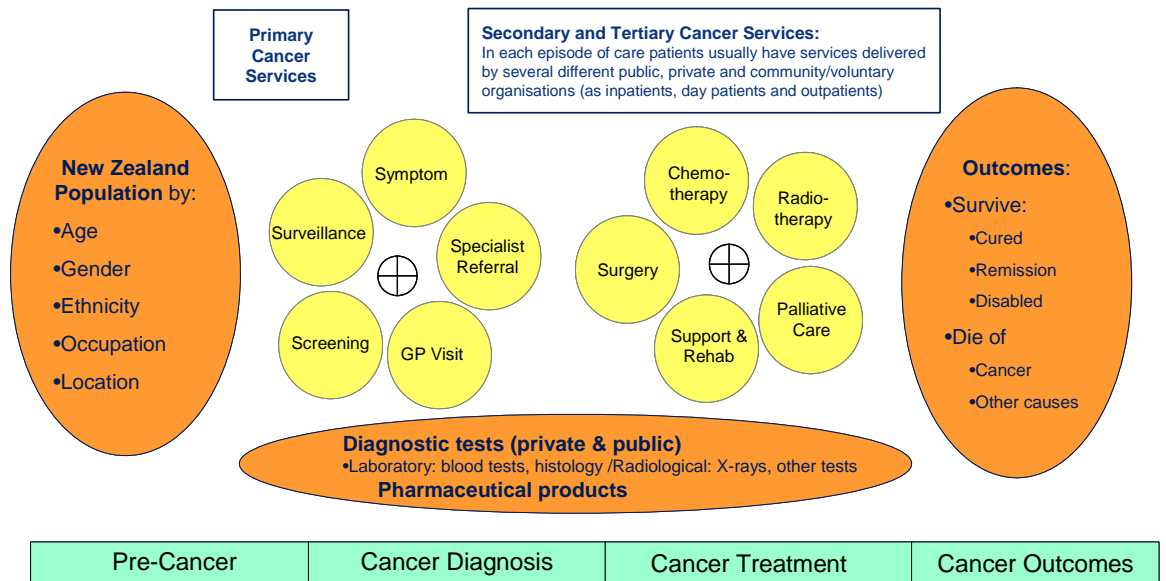 Primary
Cancer
Services
Secondary and Tertiary Cancer Services:
In each episode of care patients usually have services delivered
by several different public, private and community/voluntary
organisations (as inpatients, day patients and outpatients)
New Zealand
Population by:
•Age
•Gender
•Ethnicity
•Occupation
•Location
Symptom
Surveillance
Specialist
Referral
Screening
GP Visit
Chemo-
therapy
Radio-
therapy
Surgery
Palliative
Care
Support &
Rehab
Outcomes:
•Survive:
•Cured
•Remission
•Disabled
•Die of
•Cancer
•Other causes
Diagnostic tests (private & public)
•Laboratory: blood tests, histology /Radiological: X-rays, other tests
Pharmaceutical products
Pre-Cancer
Cancer Diagnosis
Cancer Treatment
Cancer Outcomes